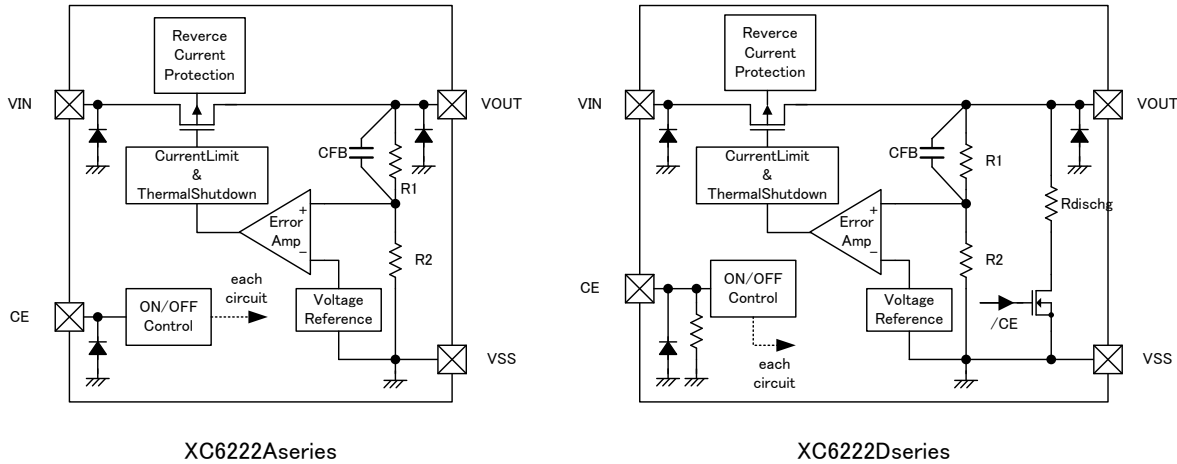 Reverce
Current
Protection
VIN
VOUT
CurrentLimit
&
ThermalShutdown
CFB
R1
+
Error
Amp
−
R2
each
circuit
CE
ON/OFF
Control
Voltage
Reference
VSS
XC6222Aseries
Reverce
Current
Protection
VIN
VOUT
CurrentLimit
&
ThermalShutdown
CFB
R1
Rdischg
+
Error
Amp
−
R2
CE
ON/OFF
Control
Voltage
Reference
/CE
each
circuit
VSS
XC6222Dseries